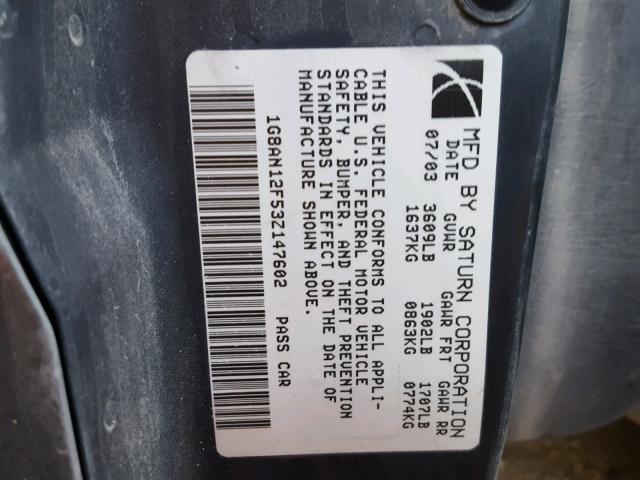 MFD BY SATURN CORPORATION
DATE GVWR GAWR FRT GAWR RR
07/03 3609LB 1902LB 1707LB
1637KG 0863KG 0774KG
THIS VEHICLE CONFORMS TO ALL APPLI-
CABLE U.S. FEDERAL MOTOR VEHICLE
SAFETY, BUMPER, AND THEFT PREVENTION
STANDARDS IN EFFECT ON THE DATE OF
MANUFACTURE SHOWN ABOVE.
1G8AN12F53Z147602 PASS CAR